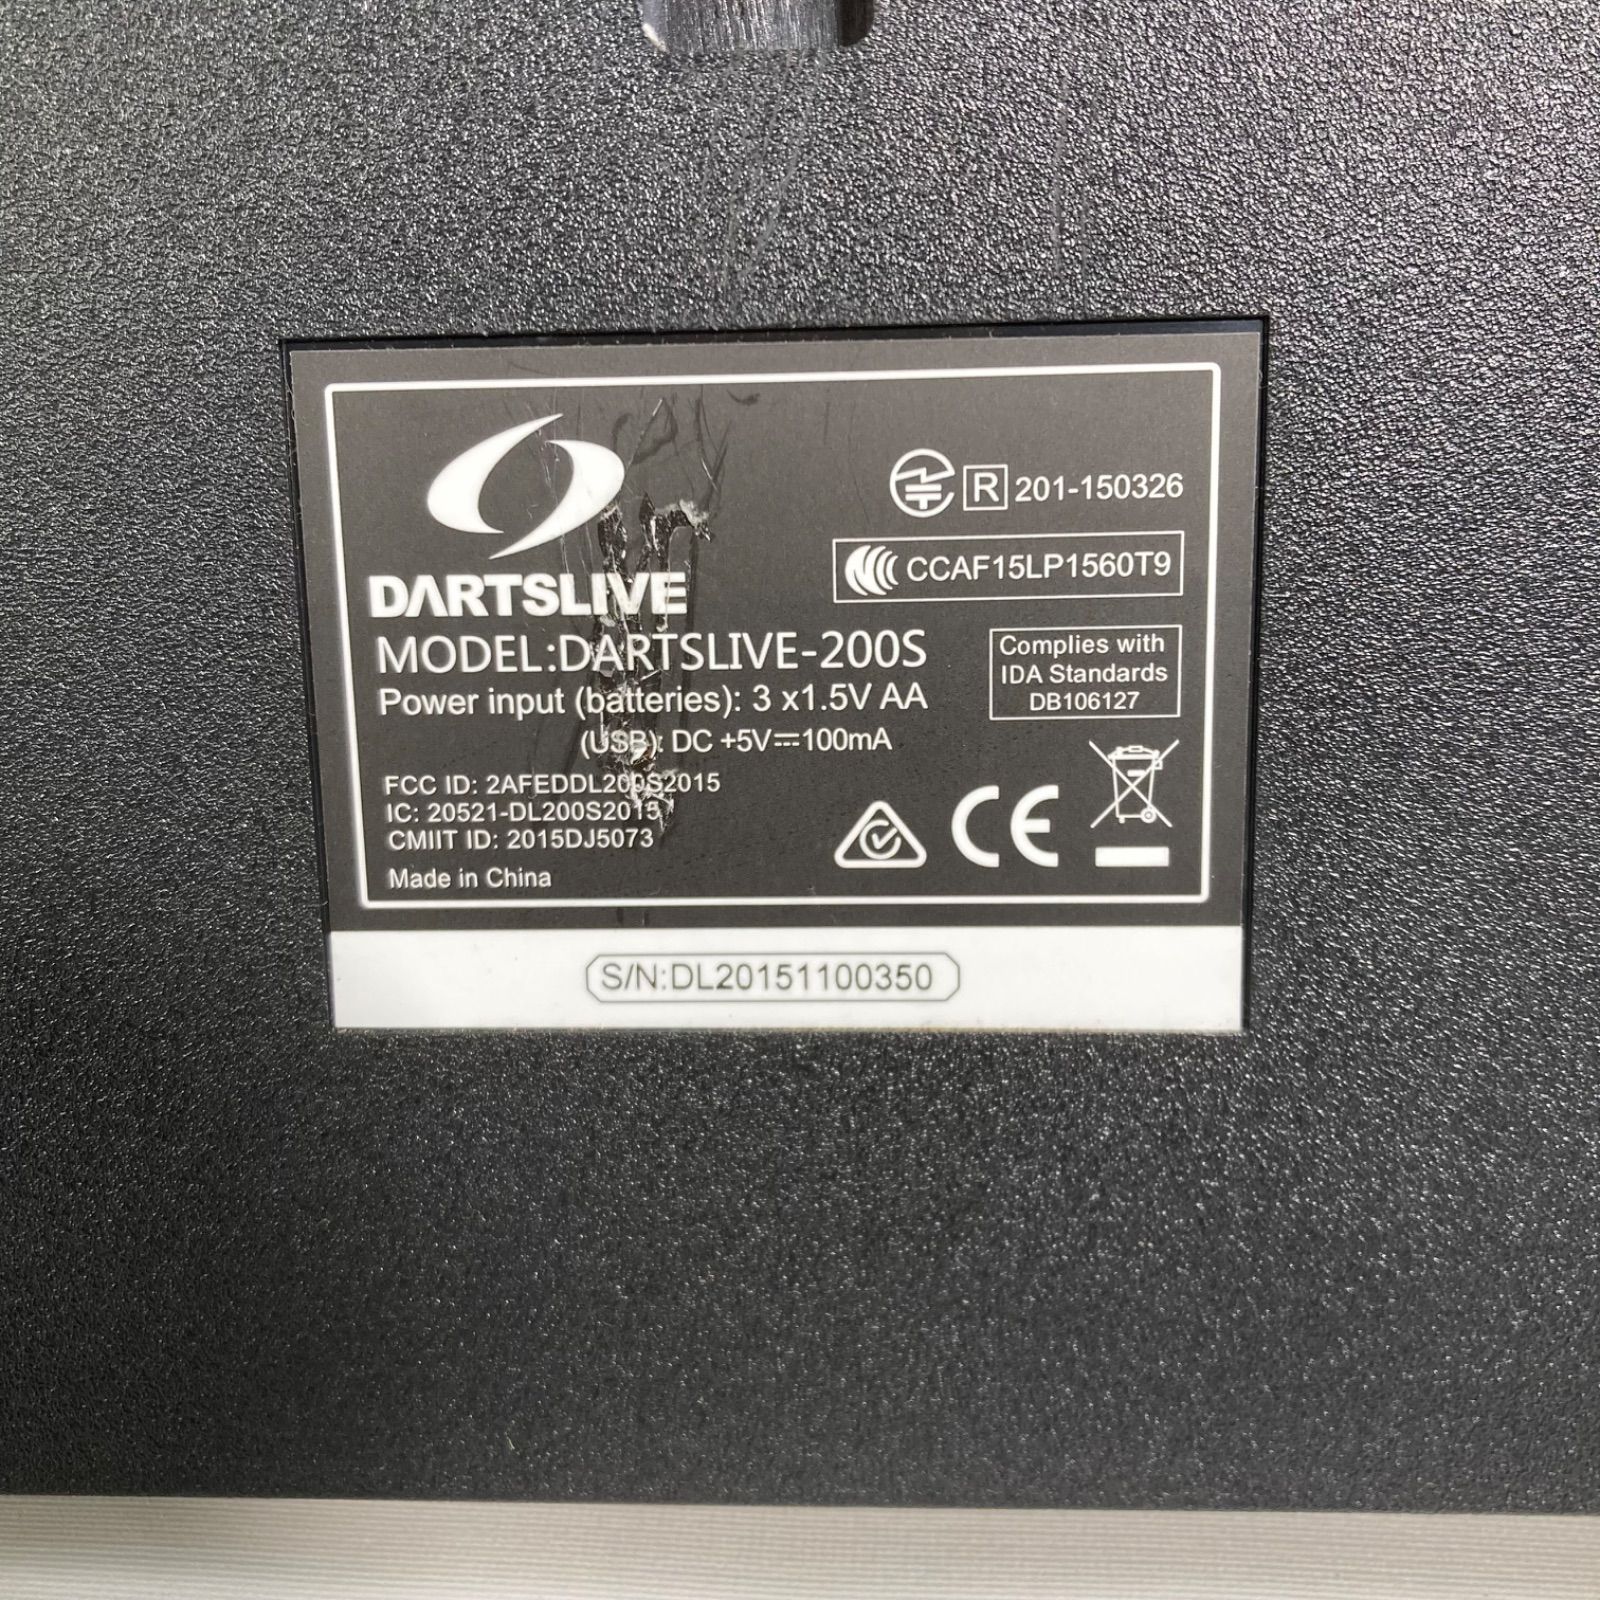 DARTSLIVE
MODEL:DARTSLIVE-200S
Power input (batteries): 3 x1.5V AA
(USB): DC +5V⎓100mA
FCC ID: 2AFEDDL200S2015
IC: 20521-DL200S2015
CMIIT ID: 2015DJ5073
Made in China
R 201-150326
CCAF15LP1560T9
Complies with
IDA Standards
DB106127
CE
S/N:DL20151100350